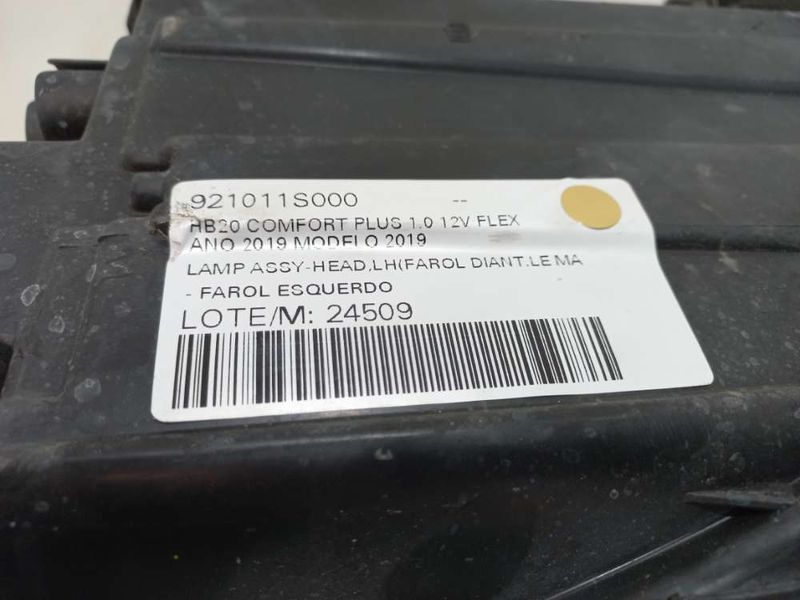 921011S000 --
HB20 COMFORT PLUS 1.0 12V FLEX
ANO 2019 MODELO 2019
LAMP ASSY-HEAD,LH(FAROL DIANT.LE MA
- FAROL ESQUERDO
LOTE/M: 24509